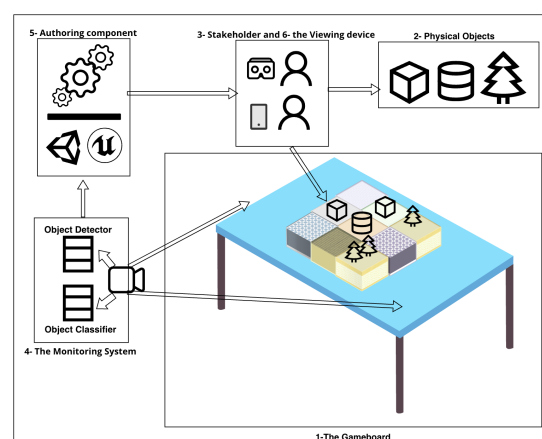 5- Authoring component
3- Stakeholder and 6- the Viewing device
2- Physical Objects
Object Detector
Object Classifier
4- The Monitoring System
1-The Gameboard